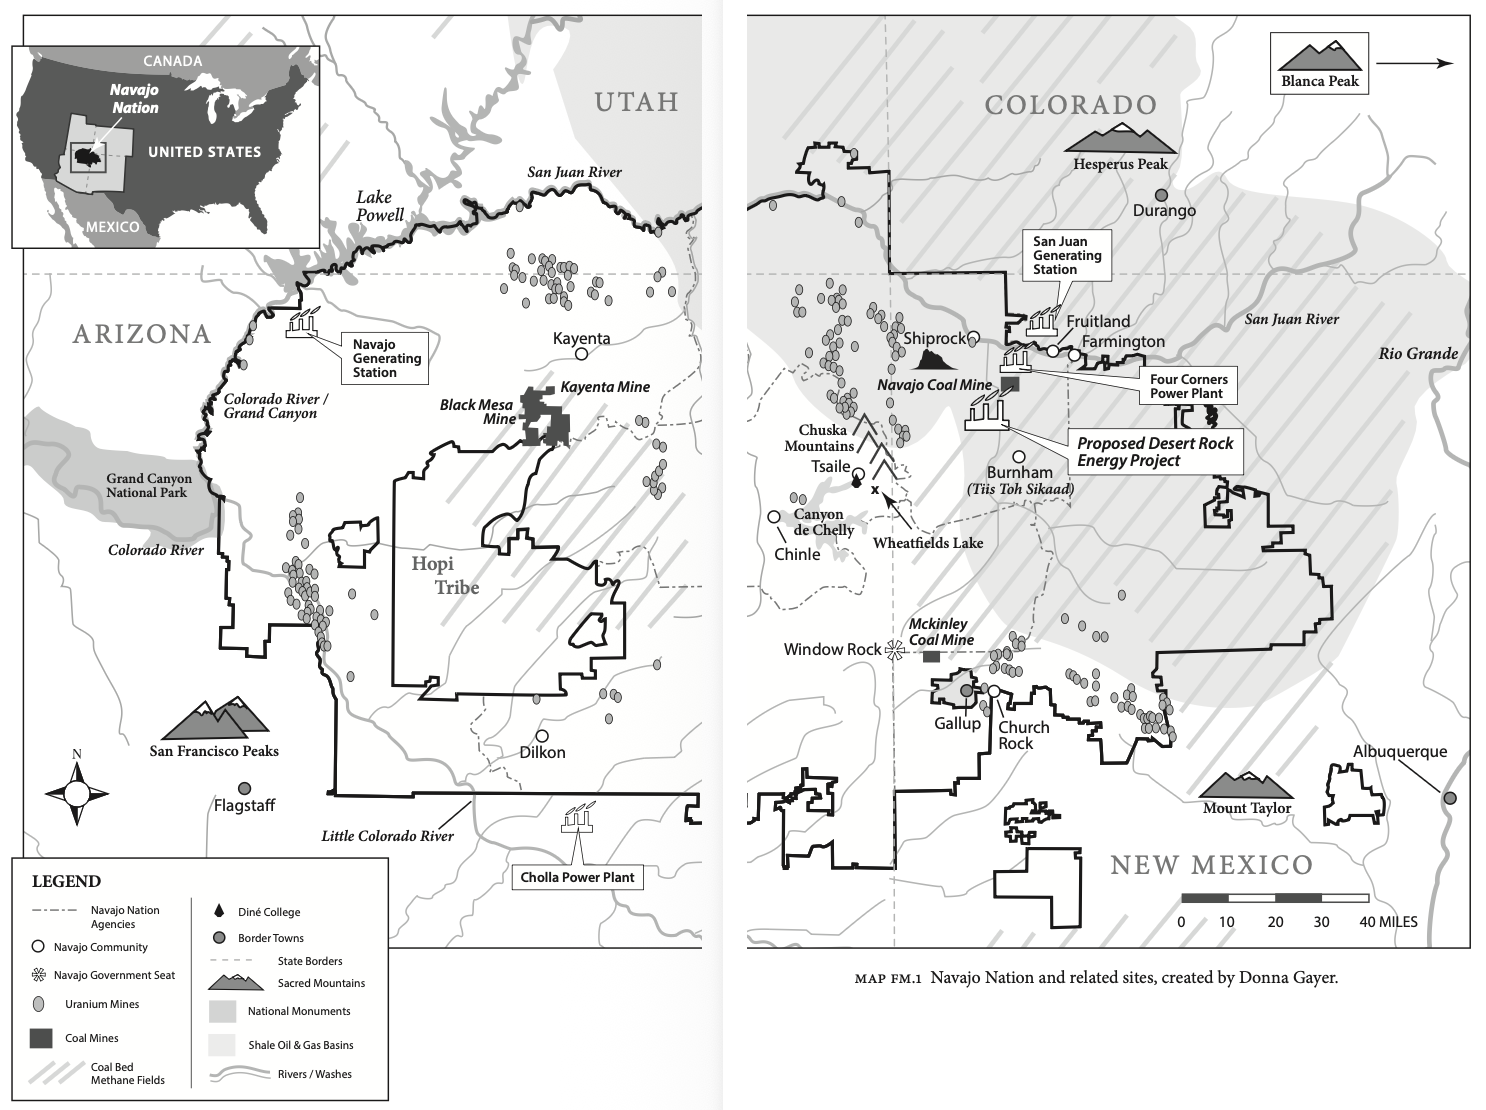 CANADA
Navajo
Nation
UNITED STATES
MEXICO
UTAH
San Juan River
Lake
Powell
ARIZONA
Navajo
Generating
Station
Kayenta
Kayenta Mine
Black Mesa
Mine
Colorado River /
Grand Canyon
Grand Canyon
National Park
Colorado River
Hopi
Tribe
San Francisco Peaks
N
Flagstaff
Dilkon
Little Colorado River
Cholla Power Plant
LEGEND
Navajo Nation
Agencies
Navajo Community
Navajo Government Seat
Uranium Mines
Coal Mines
Coal Bed
Methane Fields
Diné College
Border Towns
State Borders
Sacred Mountains
National Monuments
Shale Oil & Gas Basins
Rivers / Washes
Blanca Peak
COLORADO
Hesperus Peak
Durango
San Juan
Generating
Station
Fruitland
Farmington
San Juan River
Rio Grande
Shiprock
Navajo Coal Mine
Four Corners
Power Plant
Proposed Desert Rock
Energy Project
Chuska
Mountains
Tsaile
x
Burnham
(Tiis Toh Sikaad)
Canyon
de Chelly
Wheatfields Lake
Chinle
Mckinley
Coal Mine
Window Rock
Gallup
Church
Rock
Albuquerque
Mount Taylor
NEW MEXICO
0 10 20 30 40 MILES
MAP FM.1 Navajo Nation and related sites, created by Donna Gayer.